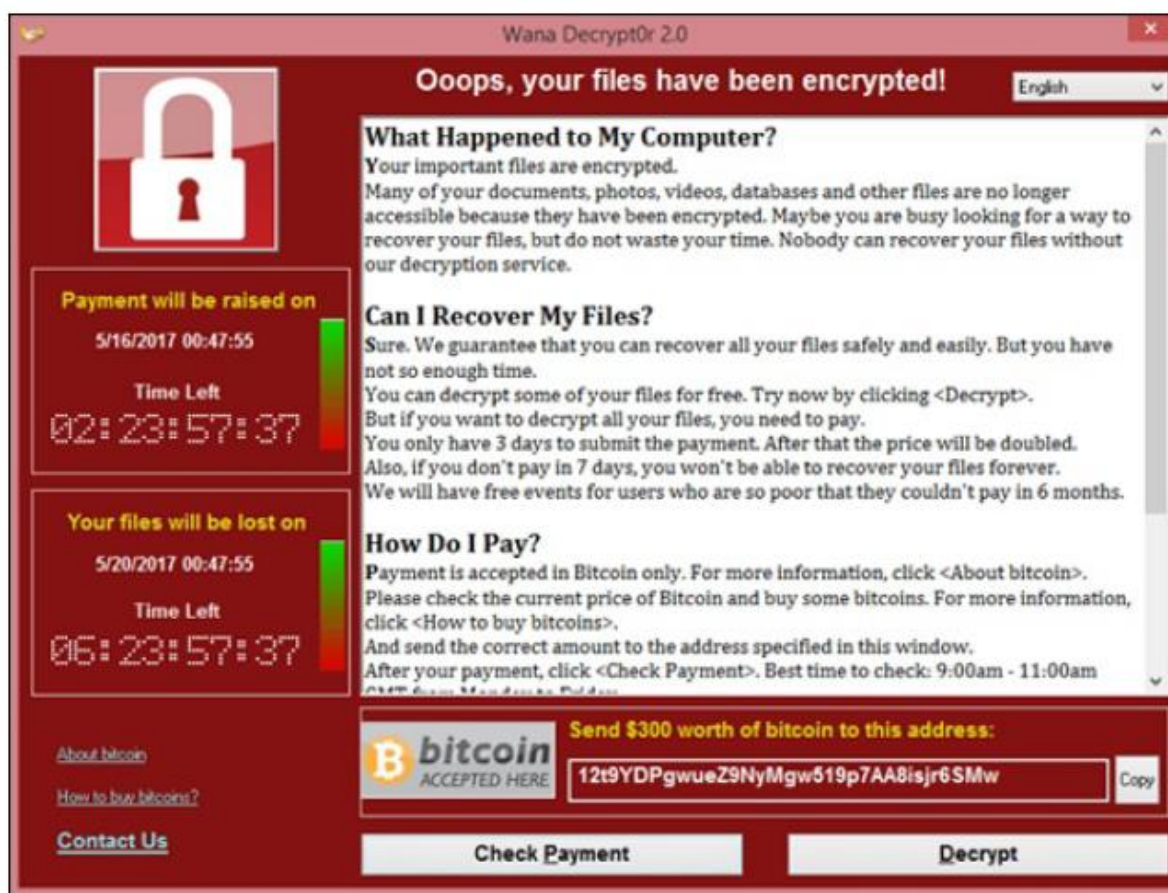 Wana Decrypt0r 2.0
Ooops, your files have been encrypted!
English
What Happened to My Computer?
Your important files are encrypted.
Many of your documents, photos, videos, databases and other files are no longer
accessible because they have been encrypted. Maybe you are busy looking for a way to
recover your files, but do not waste your time. Nobody can recover your files without
our decryption service.
Can I Recover My Files?
Sure. We guarantee that you can recover all your files safely and easily. But you have
not so enough time.
You can decrypt some of your files for free. Try now by clicking <Decrypt>.
But if you want to decrypt all your files, you need to pay.
You only have 3 days to submit the payment. After that the price will be doubled.
Also, if you don't pay in 7 days, you won't be able to recover your files forever.
We will have free events for users who are so poor that they couldn't pay in 6 months.
How Do I Pay?
Payment is accepted in Bitcoin only. For more information, click <About bitcoin>.
Please check the current price of Bitcoin and buy some bitcoins. For more information,
click <How to buy bitcoins>.
And send the correct amount to the address specified in this window.
After your payment, click <Check Payment>. Best time to check: 9:00am - 11:00am
GMT from Monday to Friday
Payment will be raised on
5/16/2017 00:47:55
Time Left
02:23:57:37
Your files will be lost on
5/20/2017 00:47:55
Time Left
06:23:57:37
About bitcoin
How to buy bitcoins?
Contact Us
bitcoin
ACCEPTED HERE
Send $300 worth of bitcoin to this address:
12t9YDPgwueZ9NyMgw519p7AA8isjr6SMw
Copy
Check Payment
Decrypt